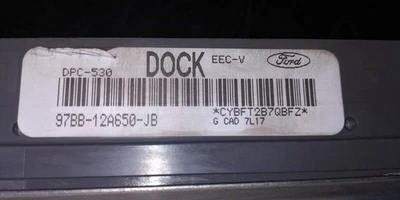 DPC-530 DOCK EEC-V Ford
97BB-12A650-JB *CYBFT2B7QBFZ*
G CAD 7L17